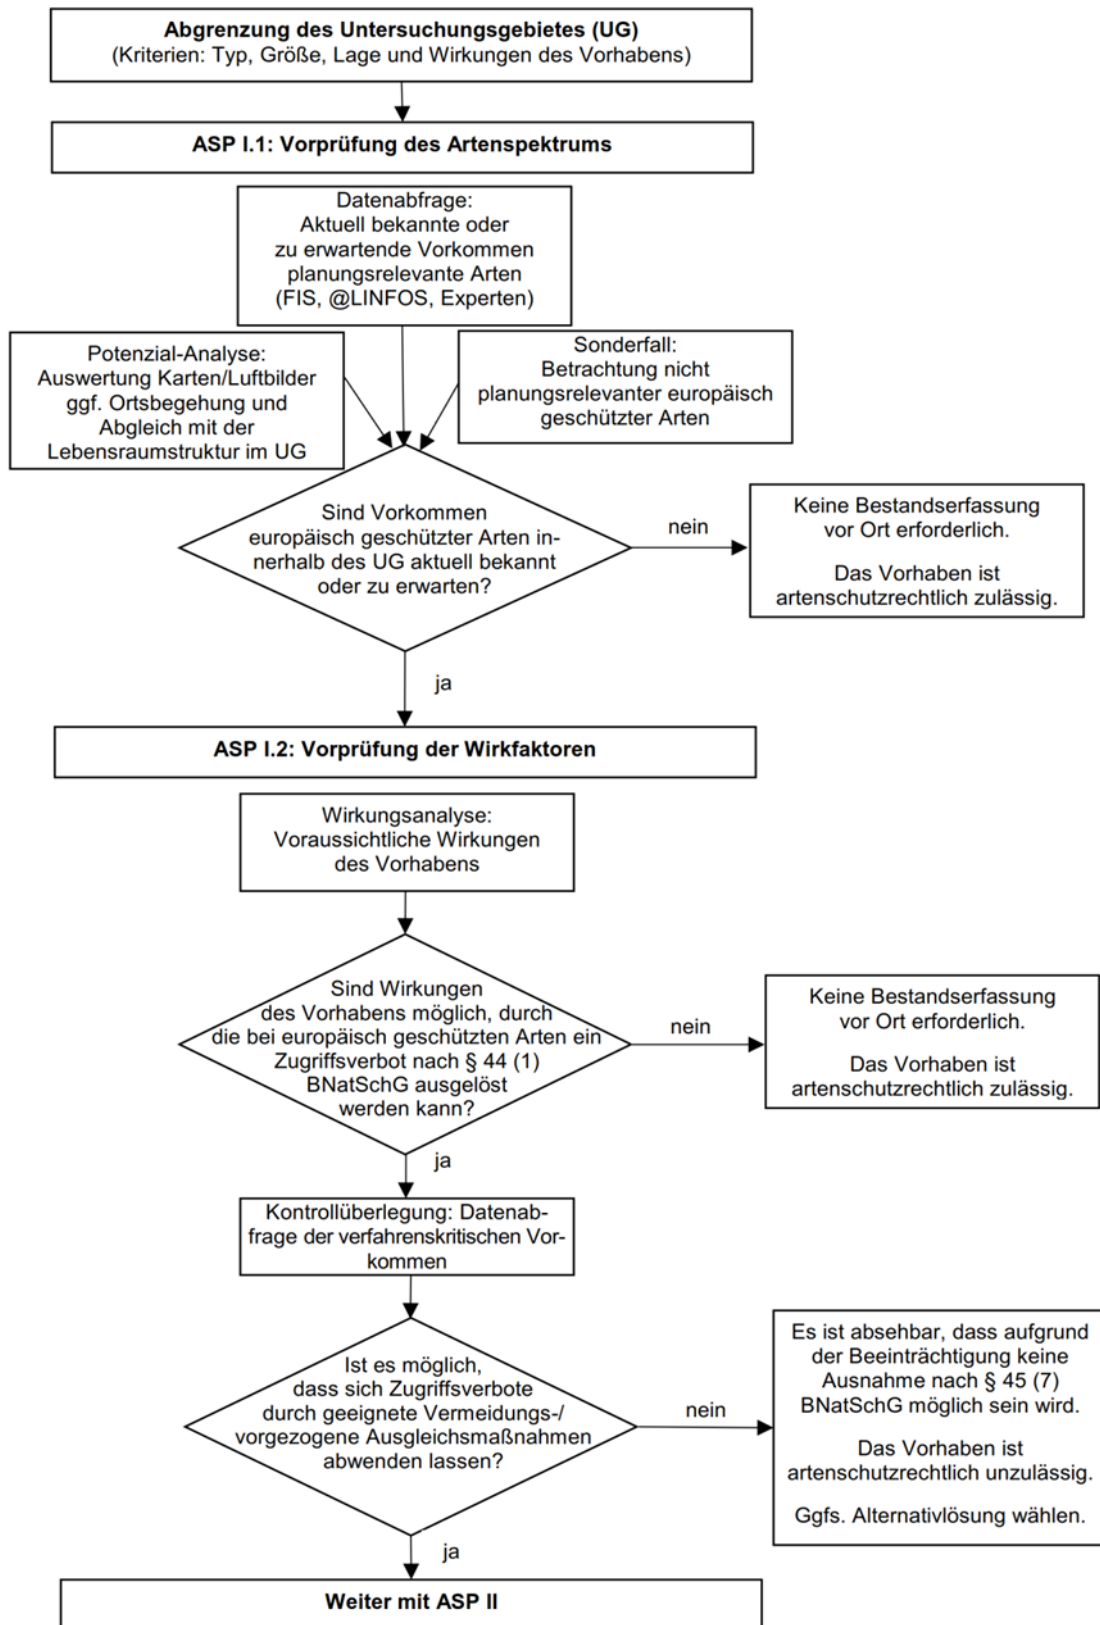 Abgrenzung des Untersuchungsgebietes (UG)
(Kriterien: Typ, Größe, Lage und Wirkungen des Vorhabens)
ASP I.1: Vorprüfung des Artenspektrums
Datenabfrage:
Aktuell bekannte oder
zu erwartende Vorkommen
planungsrelevante Arten
(FIS, @LINFOS, Experten)
Potenzial-Analyse:
Auswertung Karten/Luftbilder
ggf. Ortsbegehung und
Abgleich mit der
Lebensraumstruktur im UG
Sonderfall:
Betrachtung nicht
planungsrelevanter europäisch
geschützter Arten
Sind Vorkommen
europäisch geschützter Arten in-
nerhalb des UG aktuell bekannt
oder zu erwarten?
nein
Keine Bestandserfassung
vor Ort erforderlich.
Das Vorhaben ist
artenschutzrechtlich zulässig.
ja
ASP I.2: Vorprüfung der Wirkfaktoren
Wirkungsanalyse:
Voraussichtliche Wirkungen
des Vorhabens
Sind Wirkungen
des Vorhabens möglich, durch
die bei europäisch geschützten Arten ein
Zugriffsverbot nach § 44 (1)
BNatSchG ausgelöst
werden kann?
nein
Keine Bestandserfassung
vor Ort erforderlich.
Das Vorhaben ist
artenschutzrechtlich zulässig.
ja
Kontrollüberlegung: Datenab-
frage der verfahrenskritischen Vor-
kommen
Ist es möglich,
dass sich Zugriffsverbote
durch geeignete Vermeidungs-/
vorgezogene Ausgleichsmaßnahmen
abwenden lassen?
nein
Es ist absehbar, dass aufgrund
der Beeinträchtigung keine
Ausnahme nach § 45 (7)
BNatSchG möglich sein wird.
Das Vorhaben ist
artenschutzrechtlich unzulässig.
Ggfs. Alternativlösung wählen.
ja
Weiter mit ASP II